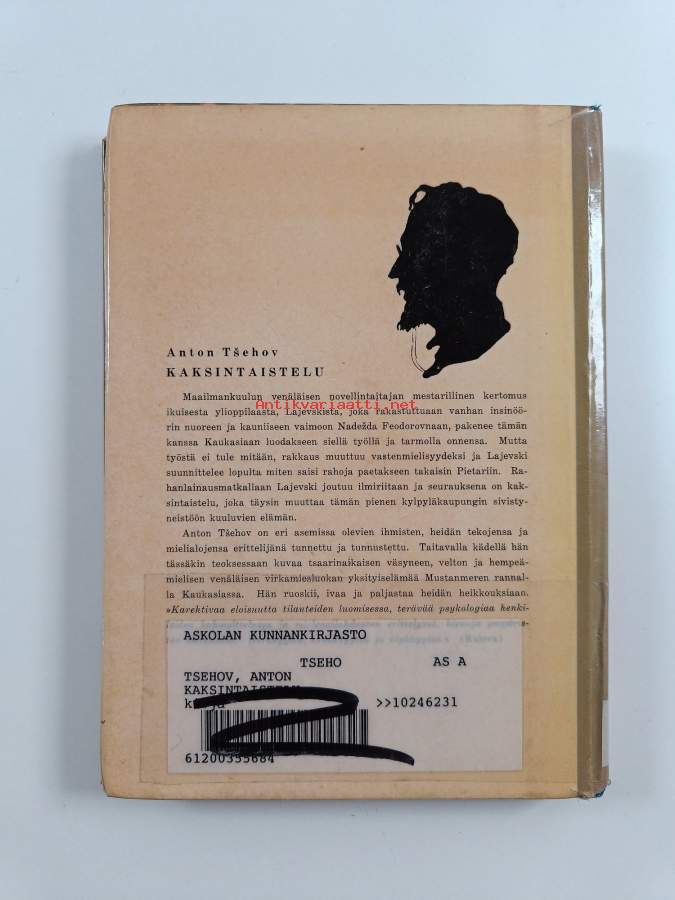 Anton Tšehov
KAKSINTAISTELU
Maailmankuulun venäläisen novellintaitajan mestarillinen kertomus
ikuisesta ylioppilaasta, Lajevskista, joka rakastuttuaan vanhan insinöö-
rin nuoreen ja kauniiseen vaimoon Nadežda Feodorovnaan, pakenee tämän
kanssa Kaukasiaan luodakseen siellä työllä ja tarmolla onnensa. Mutta
työstä ei tule mitään, rakkaus muuttuu vastenmielisyydeksi ja Lajevski
suunnittelee lopulta miten saisi rahoja paetakseen takaisin Pietariin. Ra-
hanlainausmatkallaan Lajevski joutuu ilmiriitaan ja seurauksena on kak-
sintaistelu, joka täysin muuttaa tämän pienen kylpyläkaupungin sivisty-
neistöön kuuluvien elämän.
Anton Tšehov on eri asemissa olevien ihmisten, heidän tekojensa ja
mielialojensa erittelijänä tunnettu ja tunnustettu. Taitavalla kädellä hän
tässäkin teoksessaan kuvaa tsaarinaikaisen väsyneen, velton ja hempeä-
mielisen venäläisen virkamiesluokan yksityiselämää Mustanmeren rannal-
la Kaukasiassa. Hän ruoskii, ivaa ja paljastaa heidän heikkouksiaan.
»Karehtivaa eloisuutta tilanteiden luomisessa, terävää psykologiaa henki-
ASKOLAN KUNNANKIRJASTO
TSEHO AS A
TSEHOV, ANTON
KAKSINTAISTELU
>>10246231
61200355684
Antikvariaatti.net